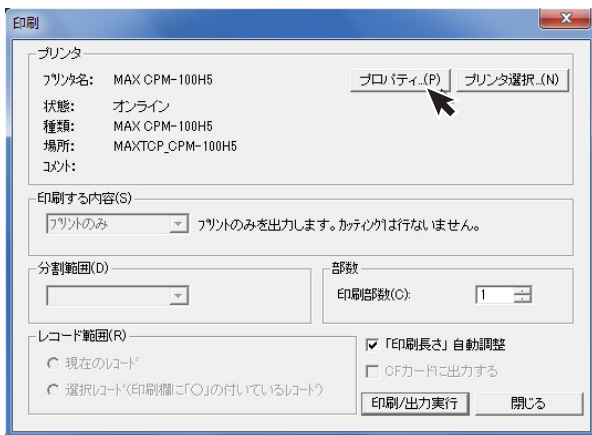 印刷
プリンタ
プリンタ名: MAX CPM-100H5 プロパティ...(P) プリンタ選択...(N)
状態: オンライン
種類: MAX CPM-100H5
場所: MAXTCP_CPM-100H5
コメント:
印刷する内容(S)
プリントのみ プリントのみを出力します。カッティングは行ないません。
分割範囲(D) 部数
印刷部数(C): 1
レコード範囲(R) 「印刷長さ」自動調整
現在のレコード CFカードに出力する
選択レコード(印刷欄に「○」の付いているレコード)
印刷/出力実行 閉じる